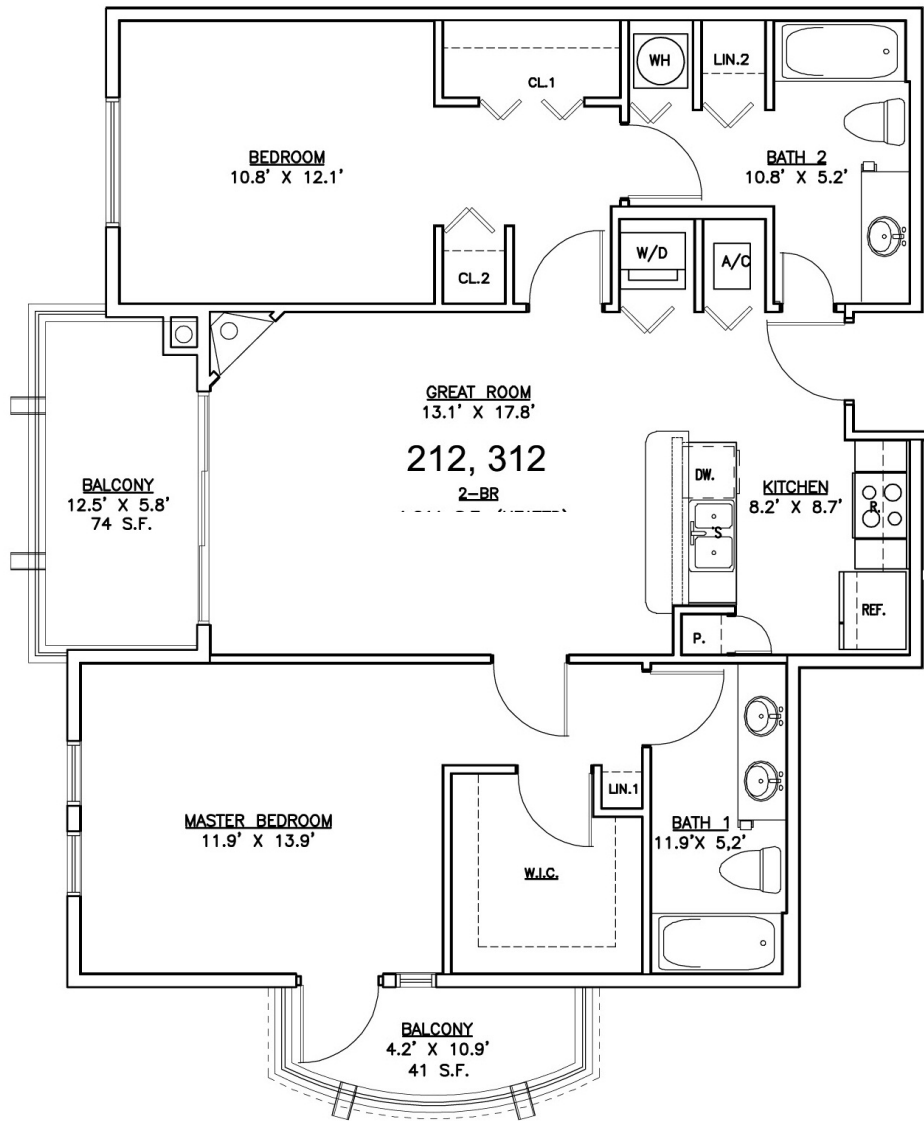 CL.1
WH
LIN.2
BEDROOM
10.8' X 12.1'
BATH 2
10.8' X 5.2'
CL.2
W/D
A/C
GREAT ROOM
13.1' X 17.8'
212, 312
2-BR
BALCONY
12.5' X 5.8'
74 S.F.
DW.
'S
KITCHEN
8.2' X 8.7'
R.
REF.
P.
MASTER BEDROOM
11.9' X 13.9'
LIN.1
W.I.C.
BATH 1
11.9'X 5,2'
BALCONY
4.2' X 10.9'
41 S.F.